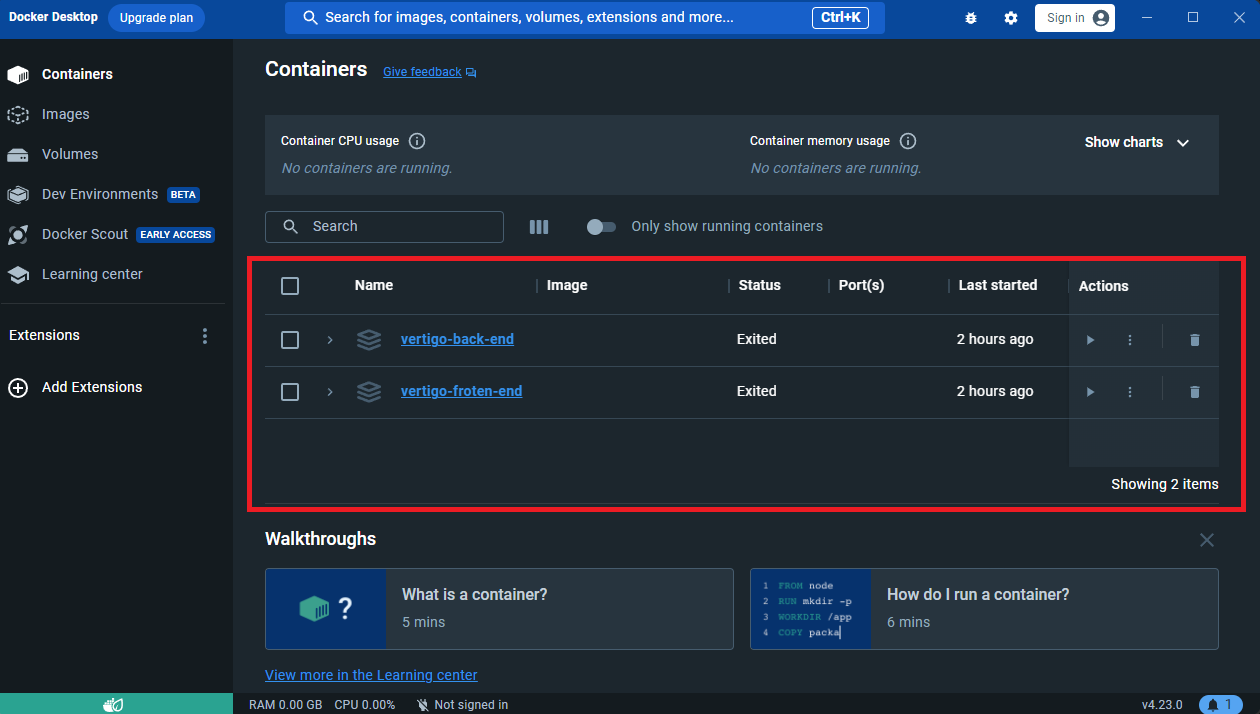 Docker Desktop Upgrade plan Search for images, containers, volumes, extensions and more... Ctrl+K Sign in
Containers
Images
Volumes
Dev Environments BETA
Docker Scout EARLY ACCESS
Learning center
Extensions
Add Extensions
Containers Give feedback
Container CPU usage
No containers are running.
Container memory usage
No containers are running.
Show charts
Search Only show running containers
Name Image Status Port(s) Last started Actions
vertigo-back-end Exited 2 hours ago
vertigo-froten-end Exited 2 hours ago
Showing 2 items
Walkthroughs
?
What is a container?
5 mins
1 FROM node
2 RUN mkdir -p
3 WORKDIR /app
4 COPY packa
How do I run a container?
6 mins
View more in the Learning center
RAM 0.00 GB CPU 0.00% Not signed in v4.23.0 1